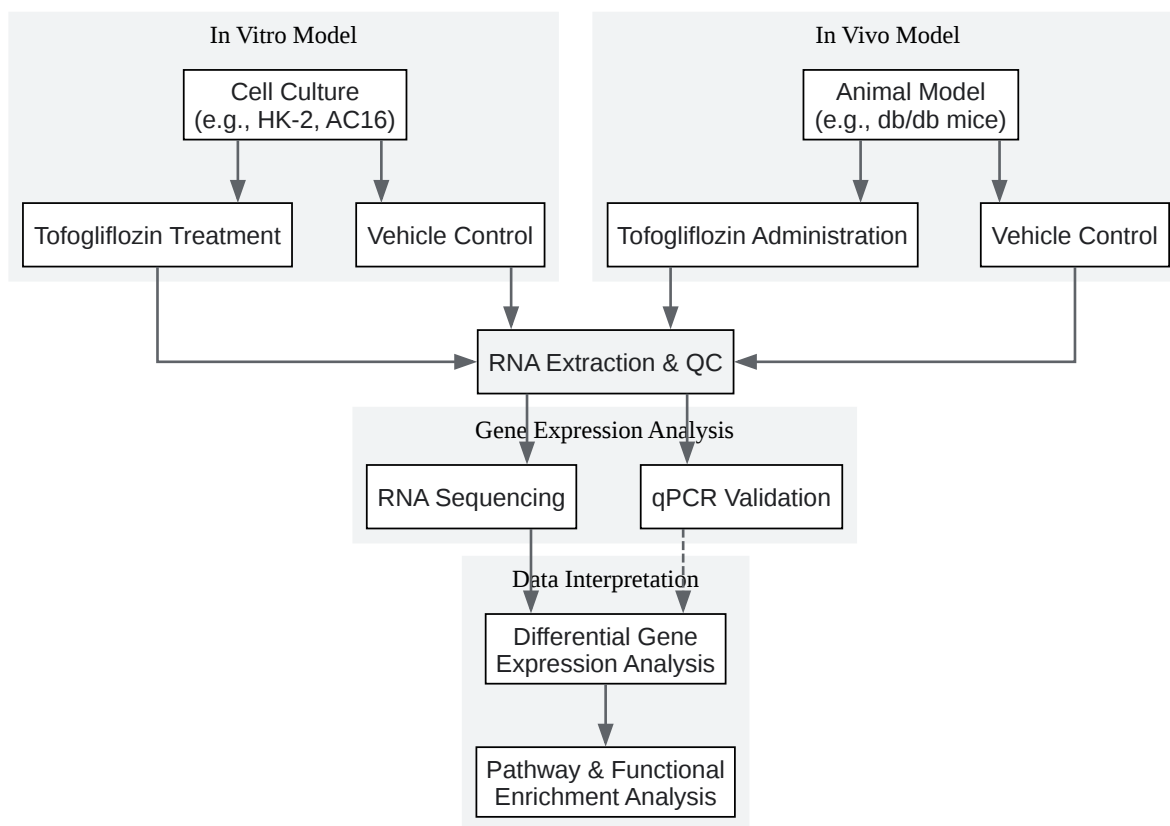 In Vitro Model
Cell Culture
(e.g., HK-2, AC16)
Tofogliflozin Treatment
Vehicle Control
In Vivo Model
Animal Model
(e.g., db/db mice)
Tofogliflozin Administration
Vehicle Control
RNA Extraction & QC
Gene Expression Analysis
RNA Sequencing
qPCR Validation
Data Interpretation
Differential Gene
Expression Analysis
Pathway & Functional
Enrichment Analysis